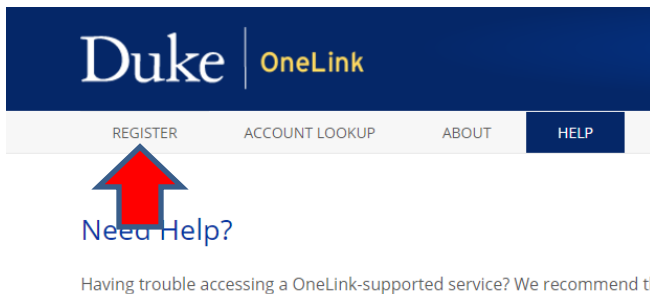 Duke OneLink
REGISTER ACCOUNT LOOKUP ABOUT HELP
Need Help?
Having trouble accessing a OneLink-supported service? We recommend